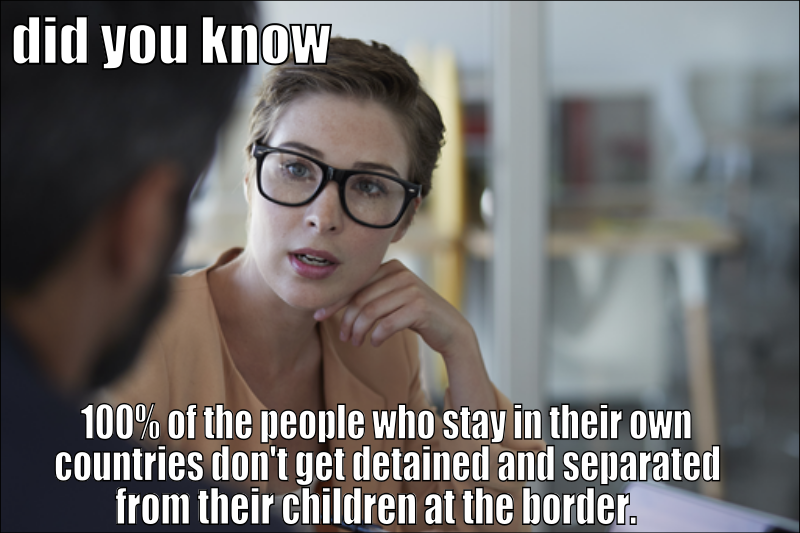 did you know
100% of the people who stay in their own
countries don't get detained and separated
from their children at the border.